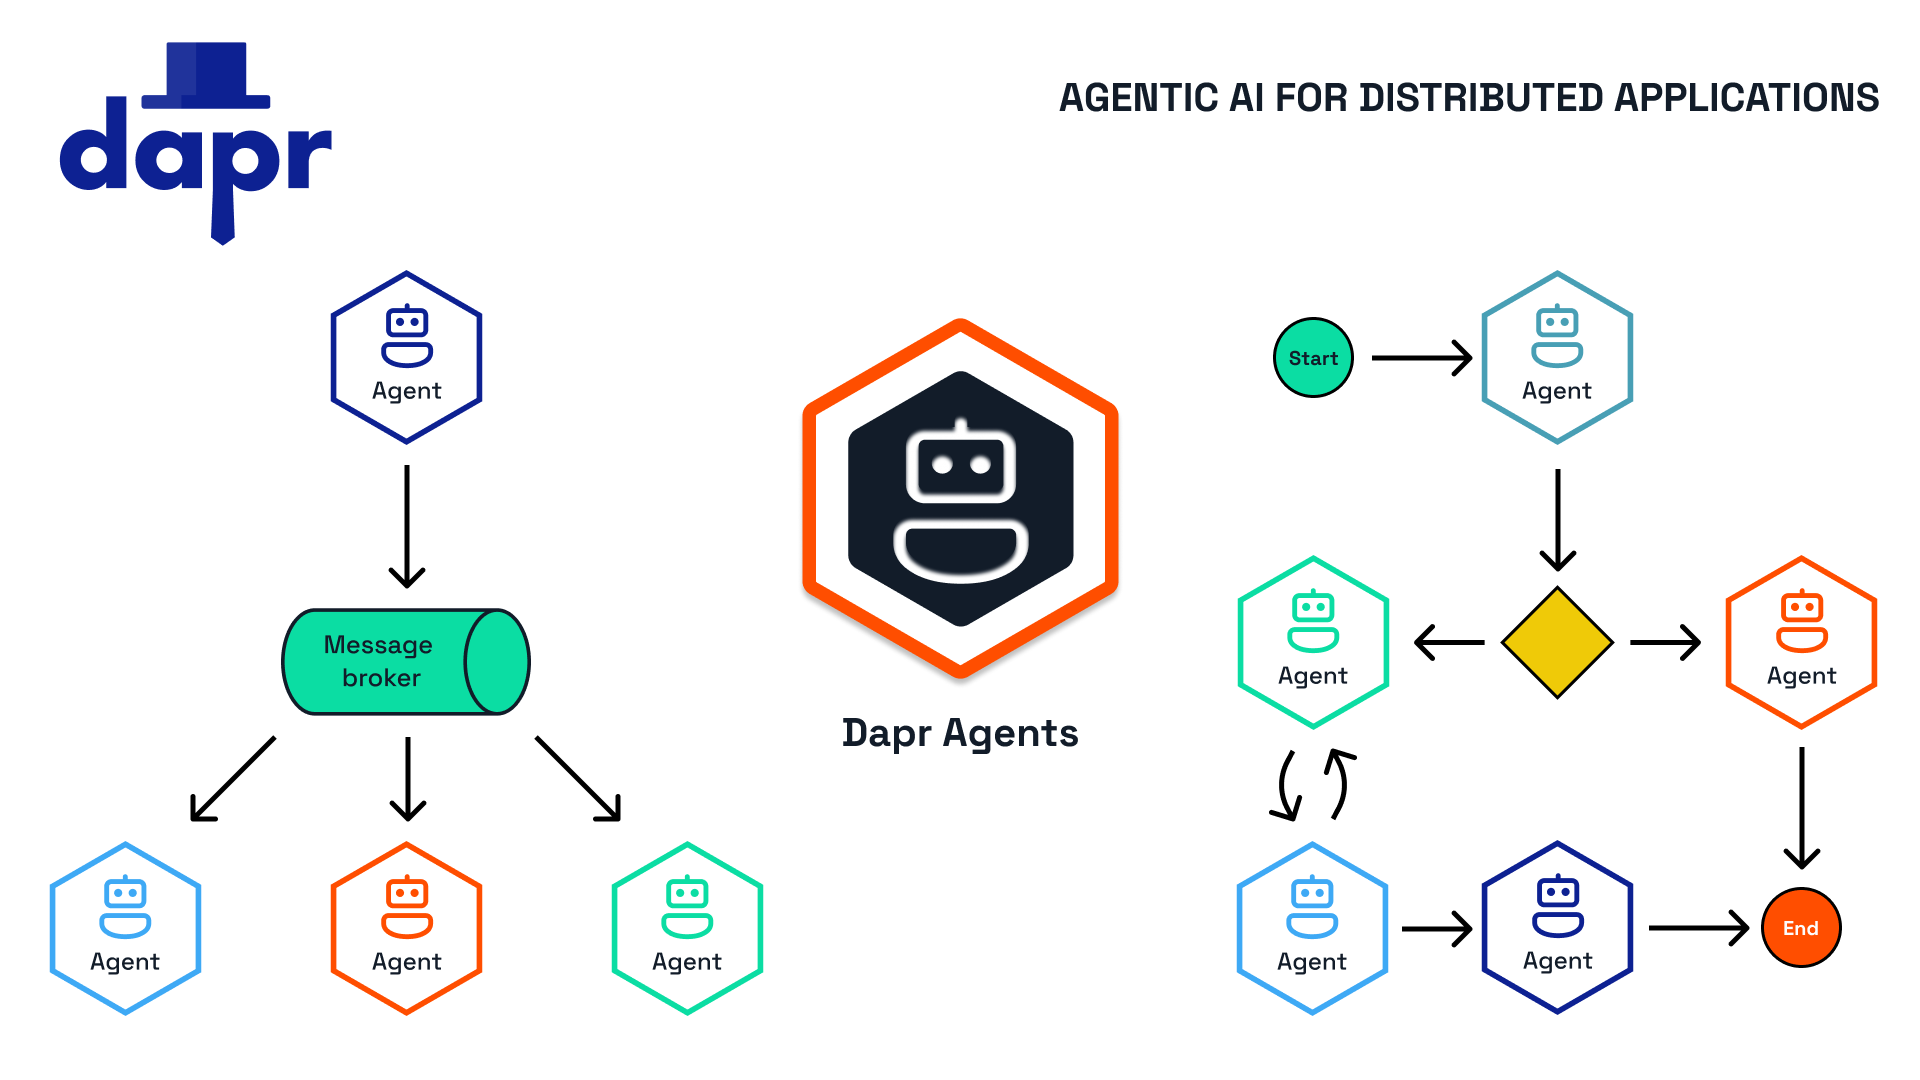 dapr
AGENTIC AI FOR DISTRIBUTED APPLICATIONS
Agent
Message
broker
Agent
Agent
Agent
Dapr Agents
Start
Agent
Agent
Agent
Agent
Agent
End